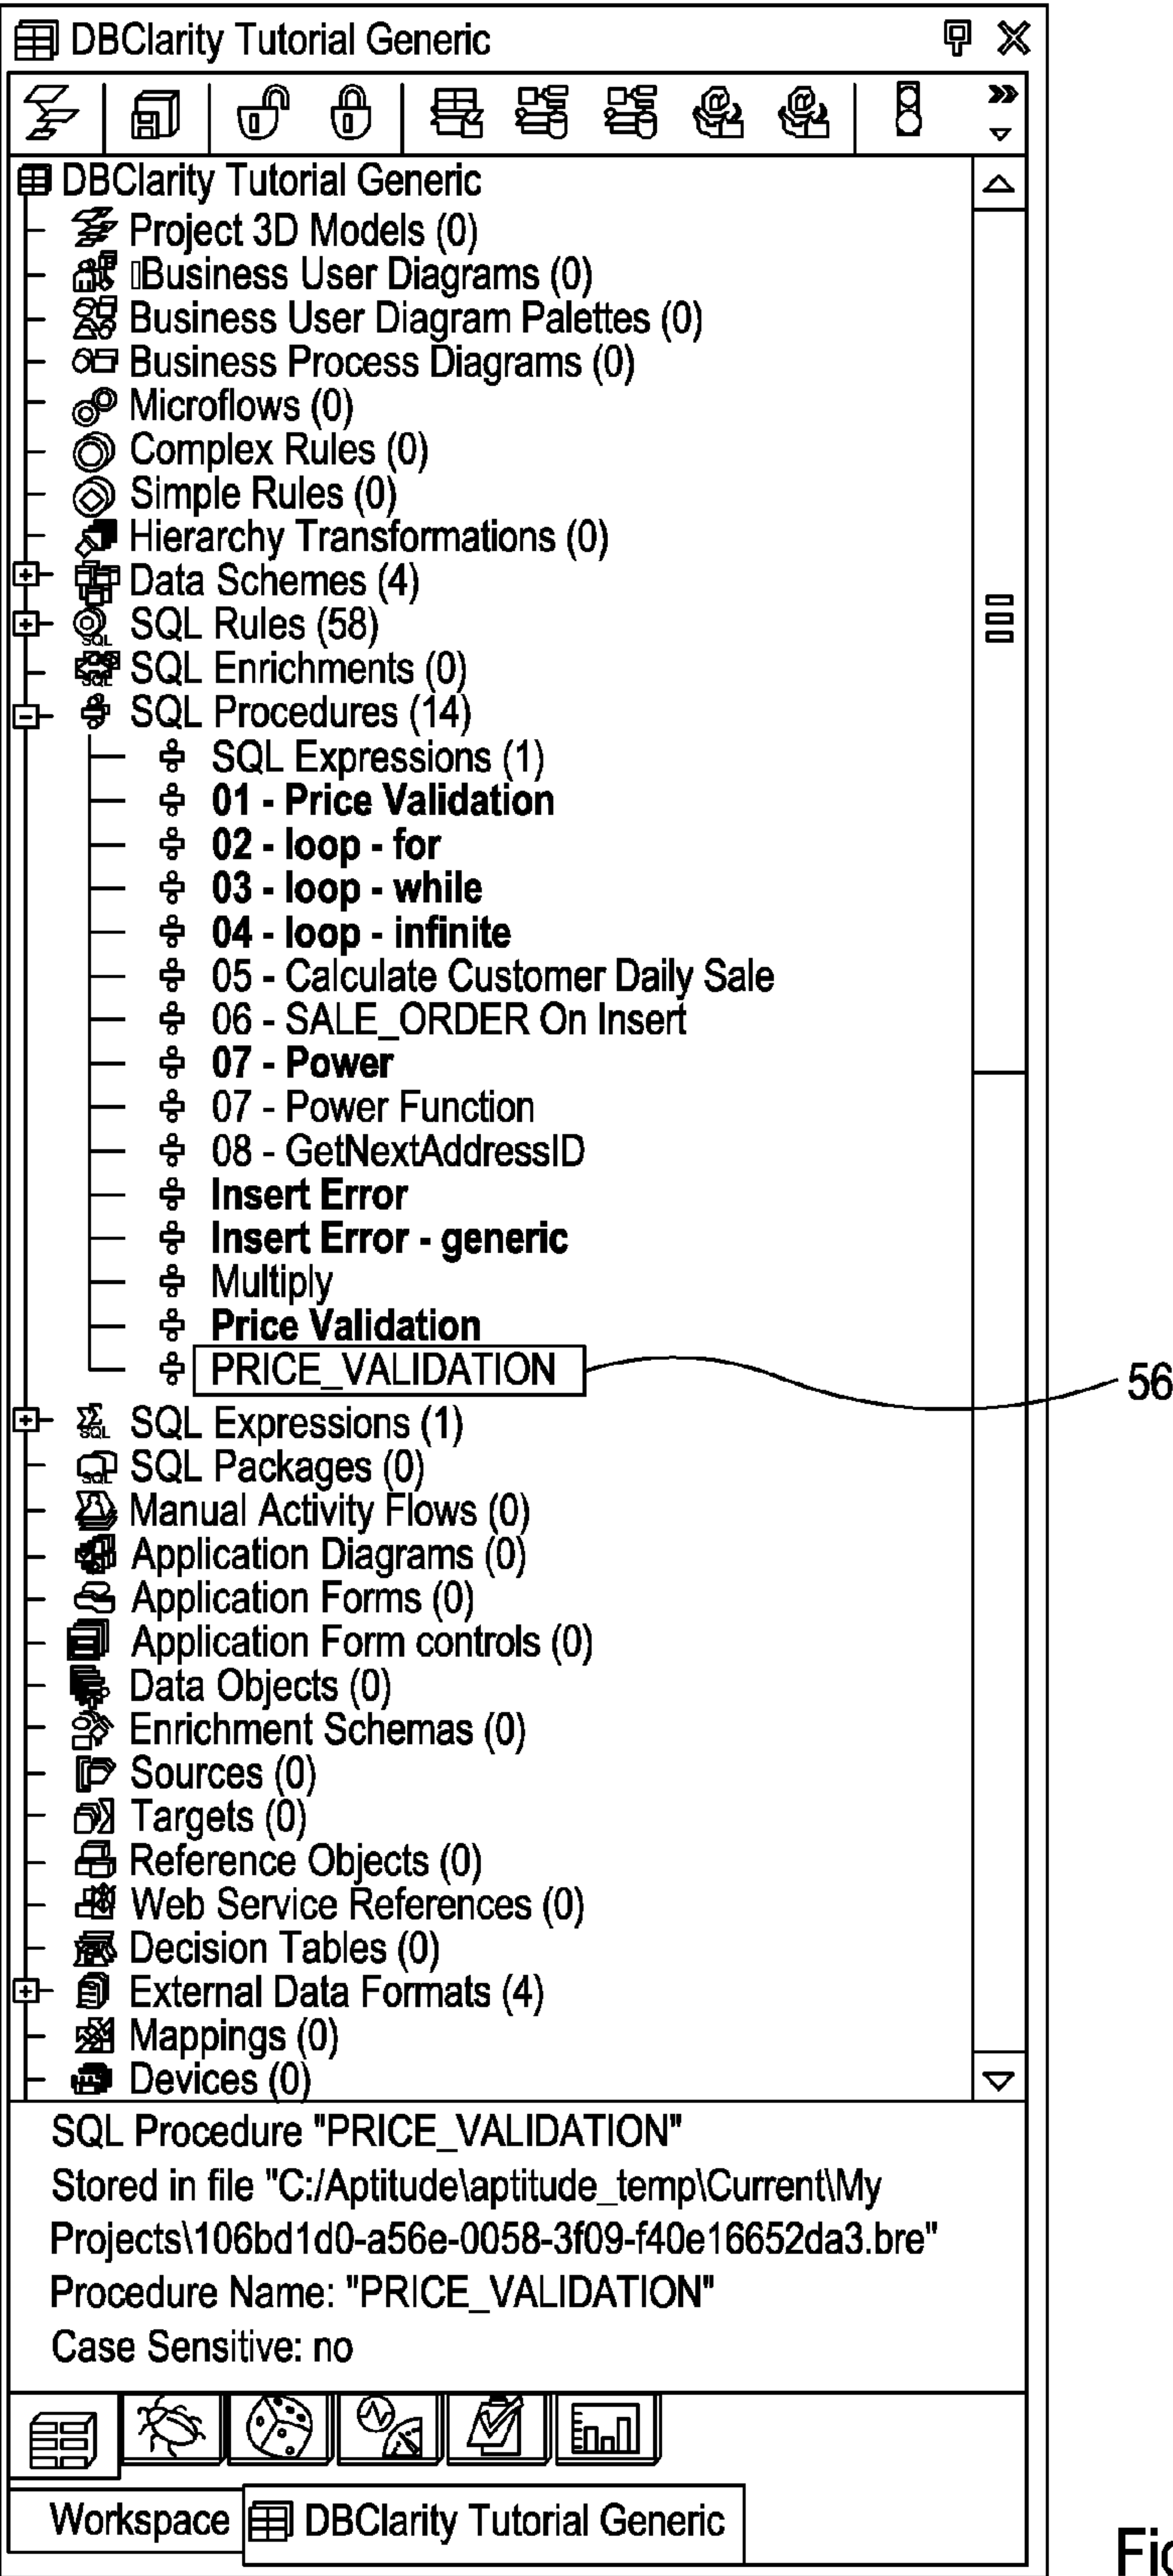 DBClarity Tutorial Generic
DBClarity Tutorial Generic
Project 3D Models (0)
Business User Diagrams (0)
Business User Diagram Palettes (0)
Business Process Diagrams (0)
Microflows (0)
Complex Rules (0)
Simple Rules (0)
Hierarchy Transformations (0)
Data Schemes (4)
SQL Rules (58)
SQL Enrichments (0)
SQL Procedures (14)
SQL Expressions (1)
01 - Price Validation
02 - loop - for
03 - loop - while
04 - loop - infinite
05 - Calculate Customer Daily Sale
06 - SALE_ORDER On Insert
07 - Power
07 - Power Function
08 - GetNextAddressID
Insert Error
Insert Error - generic
Multiply
Price Validation
PRICE_VALIDATION
56
SQL Expressions (1)
SQL Packages (0)
Manual Activity Flows (0)
Application Diagrams (0)
Application Forms (0)
Application Form controls (0)
Data Objects (0)
Enrichment Schemas (0)
Sources (0)
Targets (0)
Reference Objects (0)
Web Service References (0)
Decision Tables (0)
External Data Formats (4)
Mappings (0)
Devices (0)
SQL Procedure "PRICE_VALIDATION"
Stored in file "C:/Aptitude\aptitude_temp\Current\My
Projects\106bd1d0-a56e-0058-3f09-f40e16652da3.bre"
Procedure Name: "PRICE_VALIDATION"
Case Sensitive: no
Workspace DBClarity Tutorial Generic